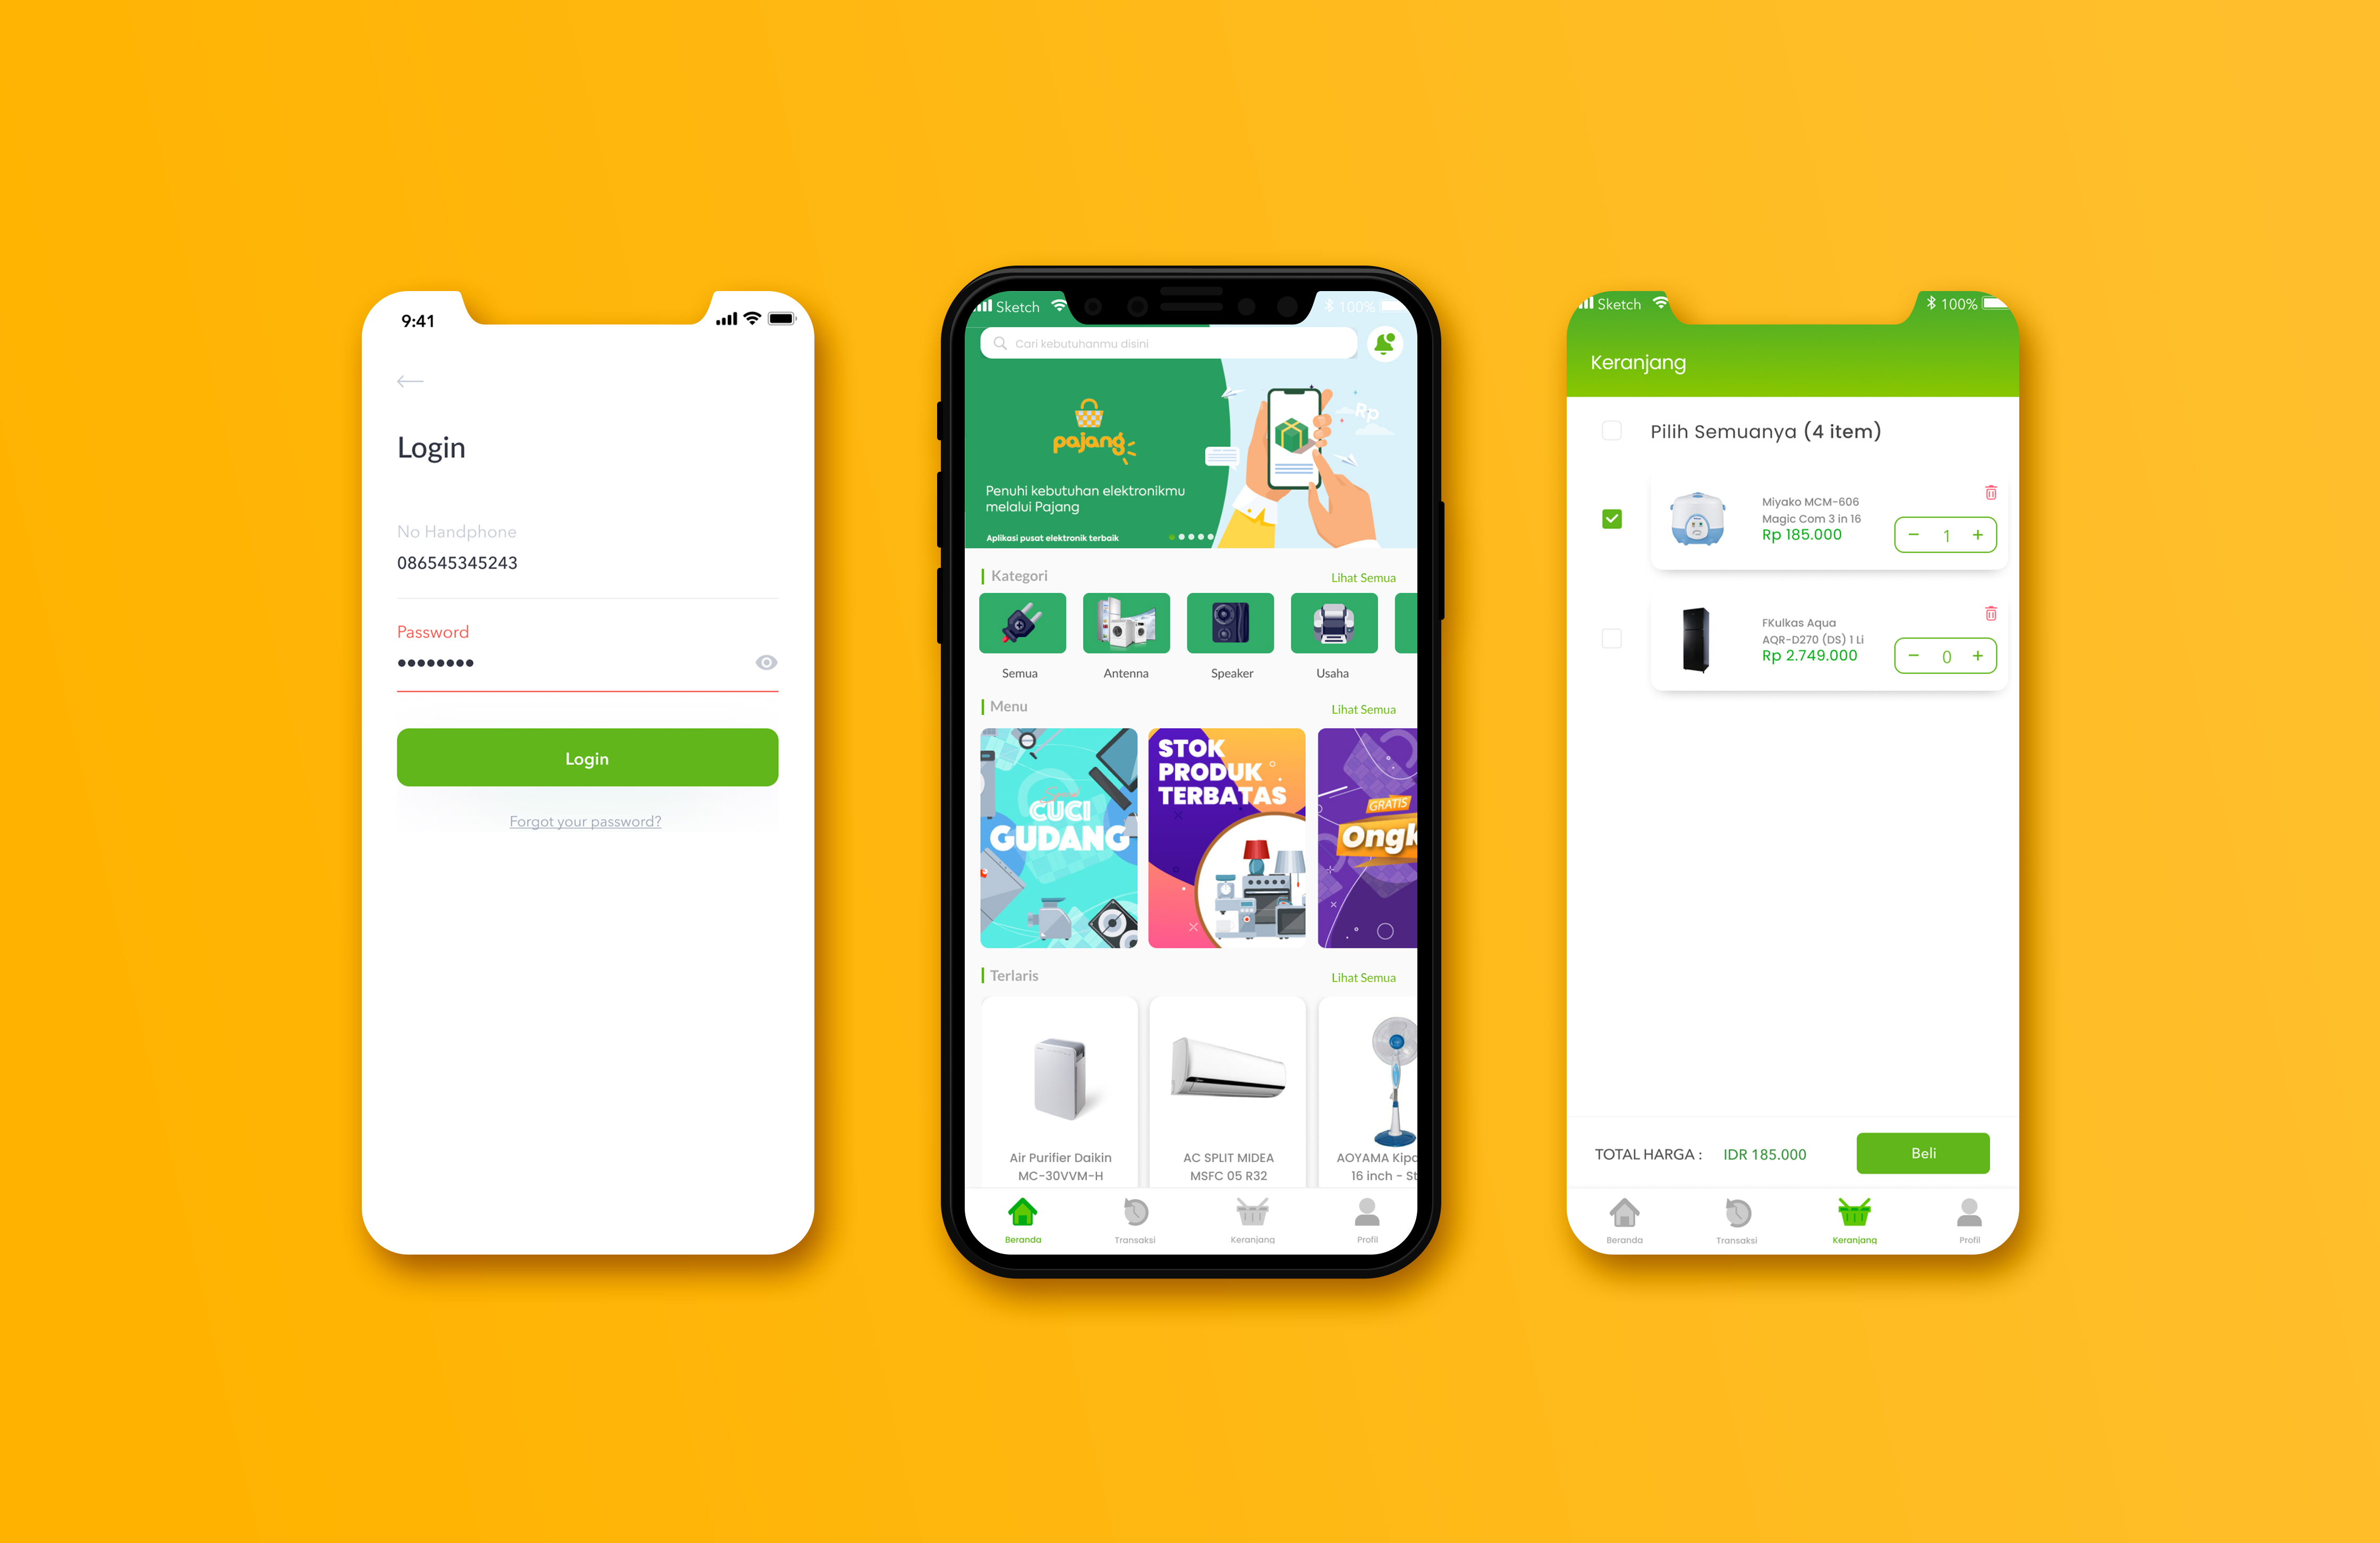 9:41
Login
No Handphone
086545345243
Password
Login
Forgot your password?
Sketch
100%
Cari kebutuhanmu disini
pajang
Rp
Penuhi kebutuhan elektronikmu
melalui Pajang
Aplikasi pusat elektronik terbaik
Kategori
Lihat Semua
Semua
Antenna
Speaker
Usaha
Menu
Lihat Semua
CUCI
GUDANG
STOK
PRODUK
TERBATAS
GRATIS
Ongk
Terlaris
Lihat Semua
Air Purifier Daikin
MC-30VVM-H
AC SPLIT MIDEA
MSFC 05 R32
AOYAMA Kipa
16 inch - St
Beranda
Transaksi
Keranjang
Profil
Sketch
100%
Keranjang
Pilih Semuanya (4 item)
Miyako MCM-606
Magic Com 3 in 16
Rp 185.000
1
FKulkas Aqua
AQR-D270 (DS) 1 Li
Rp 2.749.000
0
TOTAL HARGA :
IDR 185.000
Beli
Beranda
Transaksi
Keranjang
Profil